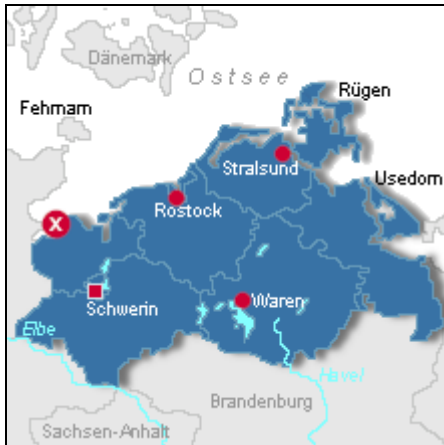 Dänemark
Ostsee
Rügen
Fehmarn
Stralsund
Usedom
Rostock
X
Schwerin
Waren
Elbe
Havel
Brandenburg
Sachsen-Anhalt